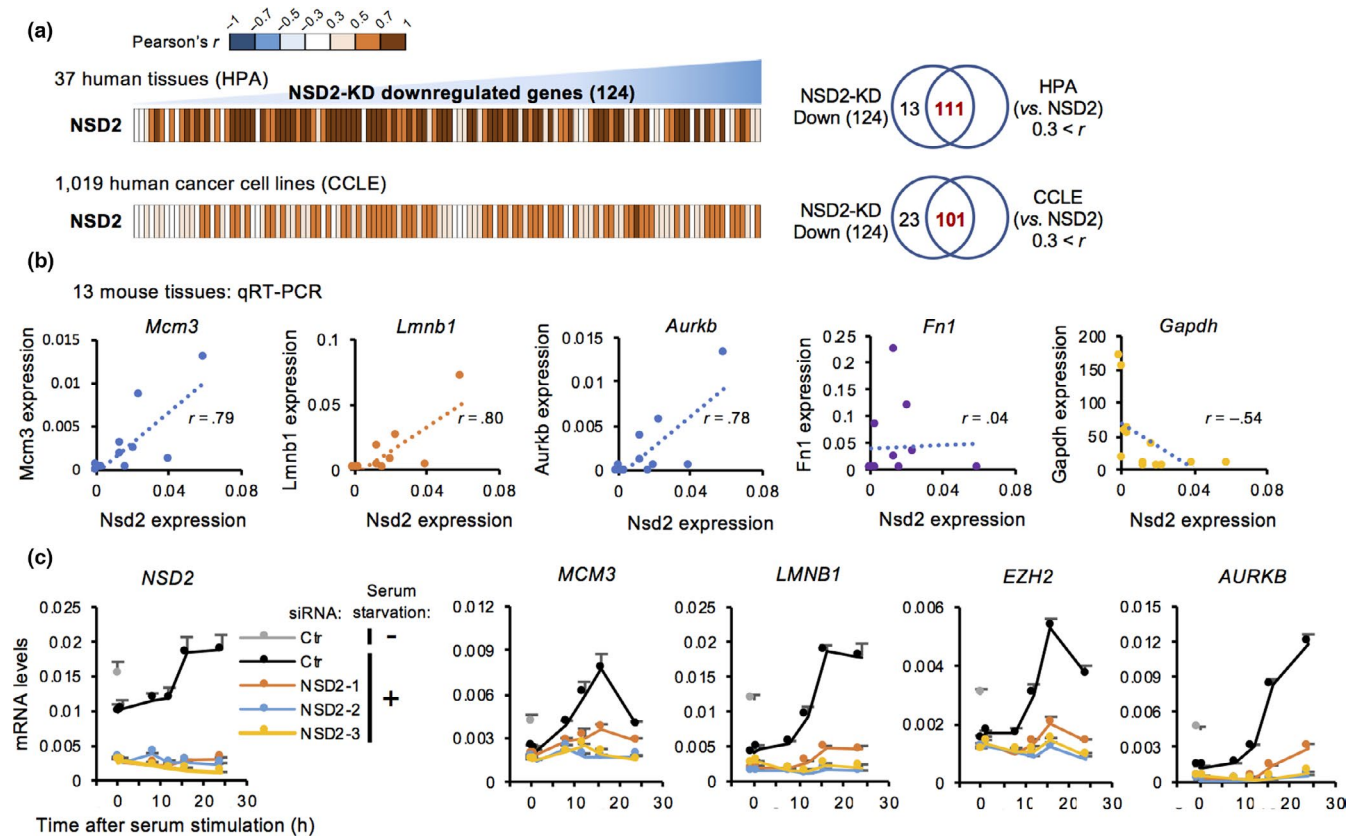 (a)
−1 −0.7 −0.5 −0.3 0.3 0.5 0.7 1
Pearson's r
37 human tissues (HPA)
NSD2-KD downregulated genes (124)
NSD2
NSD2-KD
Down (124)
13 111
HPA
(vs. NSD2)
0.3 < r
1,019 human cancer cell lines (CCLE)
NSD2
NSD2-KD
Down (124)
23 101
CCLE
(vs. NSD2)
0.3 < r
(b)
13 mouse tissues: qRT-PCR
Mcm3
Mcm3 expression
0.015
0.01
0.005
0
r = .79
0 0.04 0.08
Nsd2 expression
Lmnb1
Lmnb1 expression
0.1
0.05
0
r = .80
0 0.04 0.08
Nsd2 expression
Aurkb
Aurkb expression
0.015
0.01
0.005
0
r = .78
0 0.04 0.08
Nsd2 expression
Fn1
Fn1 expression
0.25
0.2
0.15
0.1
0.05
0
r = .04
0 0.04 0.08
Nsd2 expression
Gapdh
Gapdh expression
200
150
100
50
0
r = −.54
0 0.04 0.08
Nsd2 expression
(c)
NSD2
mRNA levels
0.025
0.02
0.015
0.01
0.005
0
0 10 20 30
Time after serum stimulation (h)
siRNA:
Serum
starvation:
Ctr -
Ctr
NSD2-1
NSD2-2
NSD2-3
+
MCM3
0.012
0.009
0.006
0.003
0
0 10 20 30
LMNB1
0.025
0.02
0.015
0.01
0.005
0
0 10 20 30
EZH2
0.006
0.004
0.002
0
0 10 20 30
AURKB
0.015
0.012
0.009
0.006
0.003
0
0 10 20 30